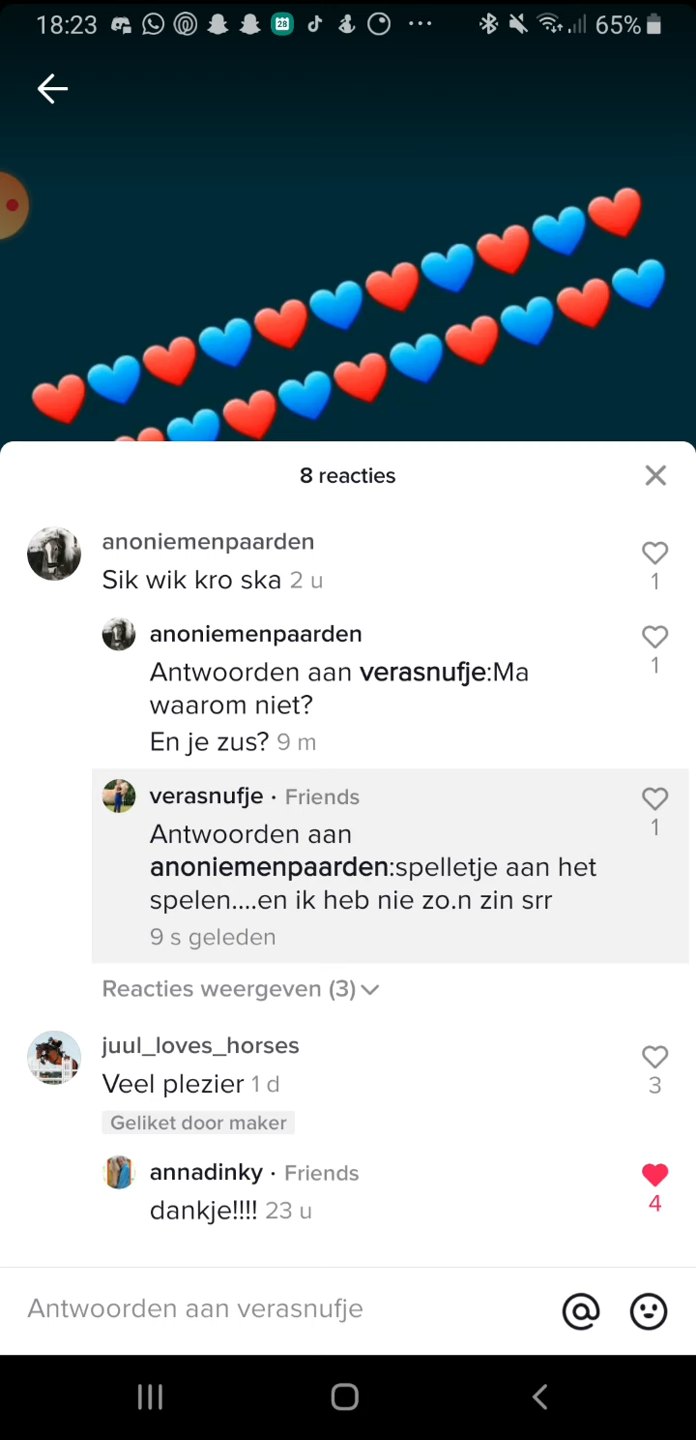 18:23
28
65%
8 reacties
anoniemenpaarden
Sik wik kro ska 2 u
1
anoniemenpaarden
Antwoorden aan verasnufje:Ma
waarom niet?
En je zus? 9 m
1
verasnufje · Friends
Antwoorden aan
anoniemenpaarden:spelletje aan het
spelen....en ik heb nie zo.n zin srr
9 s geleden
1
Reacties weergeven (3)
juul_loves_horses
Veel plezier 1 d
3
Geliket door maker
annadinky · Friends
dankje!!!! 23 u
4
Antwoorden aan verasnufje